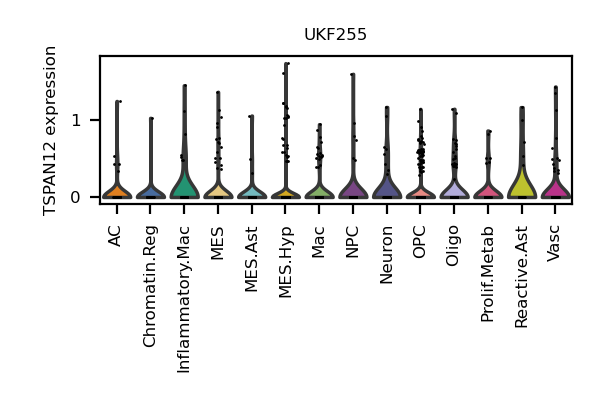 UKF255
TSPAN12 expression
1
0
AC
Chromatin.Reg
Inflammatory.Mac
MES
MES.Ast
MES.Hyp
Mac
NPC
Neuron
OPC
Oligo
Prolif.Metab
Reactive.Ast
Vasc